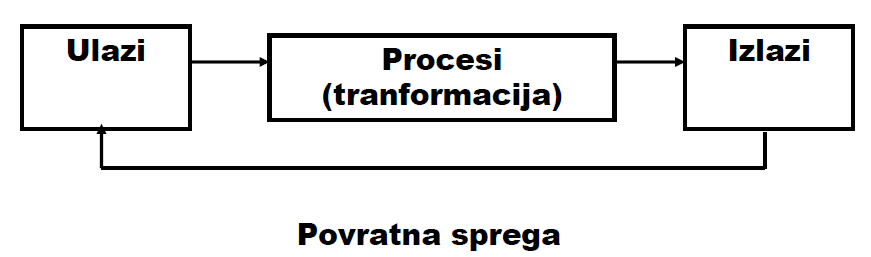 Ulazi
Procesi
(tranformacija)
Izlazi
Povratna sprega